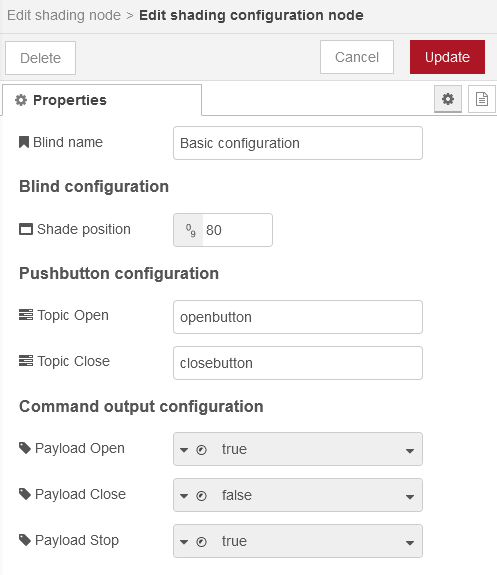 Edit shading node > Edit shading configuration node
Delete
Cancel
Update
Properties
Blind name
Basic configuration
Blind configuration
Shade position
80
Pushbutton configuration
Topic Open
openbutton
Topic Close
closebutton
Command output configuration
Payload Open
true
Payload Close
false
Payload Stop
true